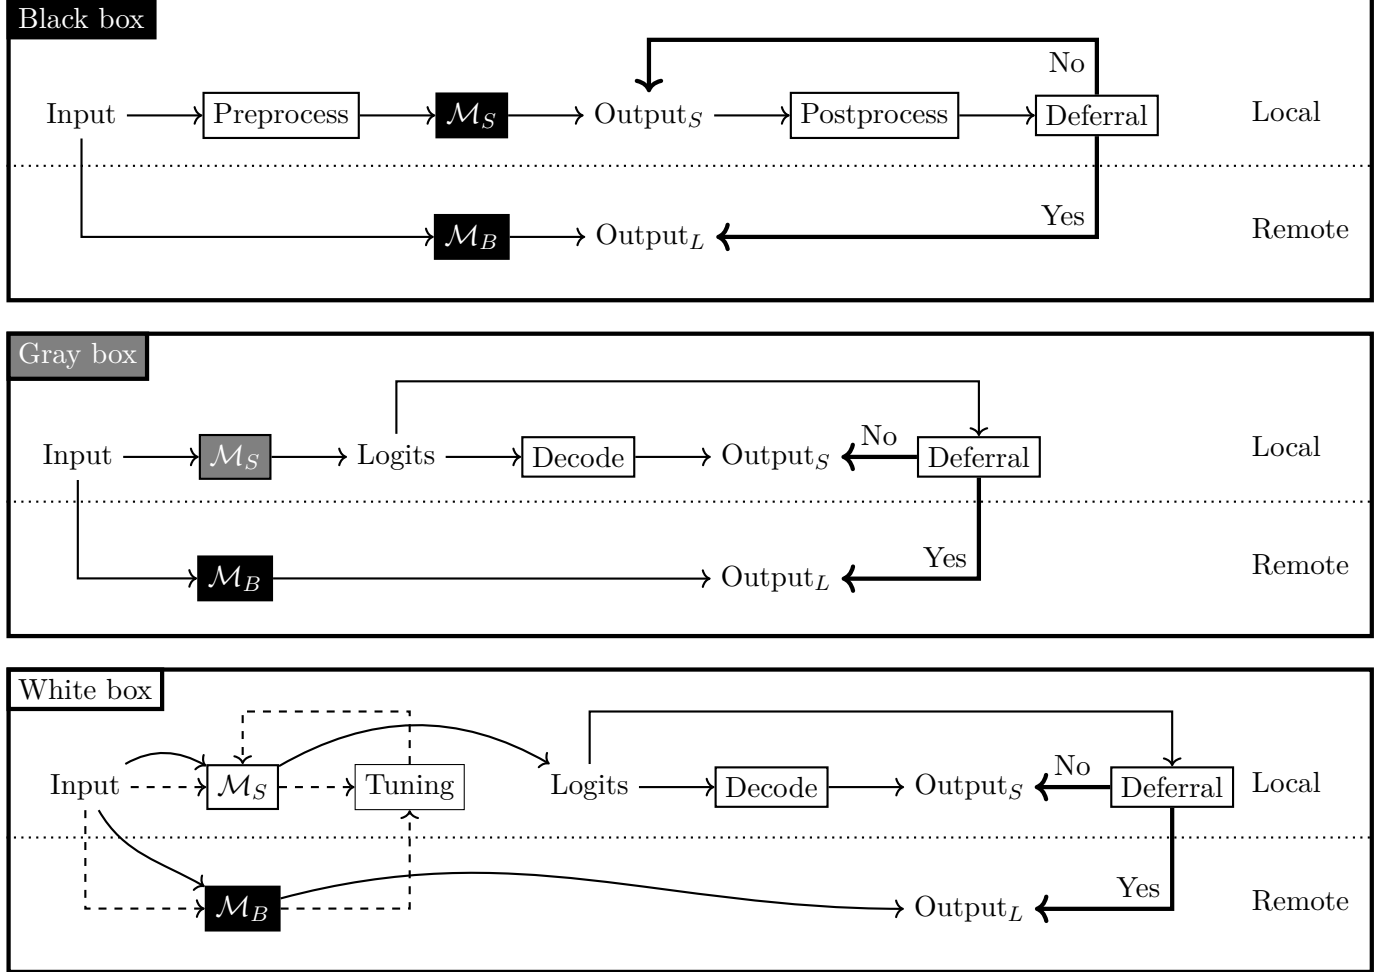 Black box
No
Input Preprocess M_S Output_S Postprocess Deferral Local
Yes
M_B Output_L Remote
Gray box
No
Input M_S Logits Decode Output_S Deferral Local
Yes
M_B Output_L Remote
White box
No
Input M_S Tuning Logits Decode Output_S Deferral Local
Yes
M_B Output_L Remote